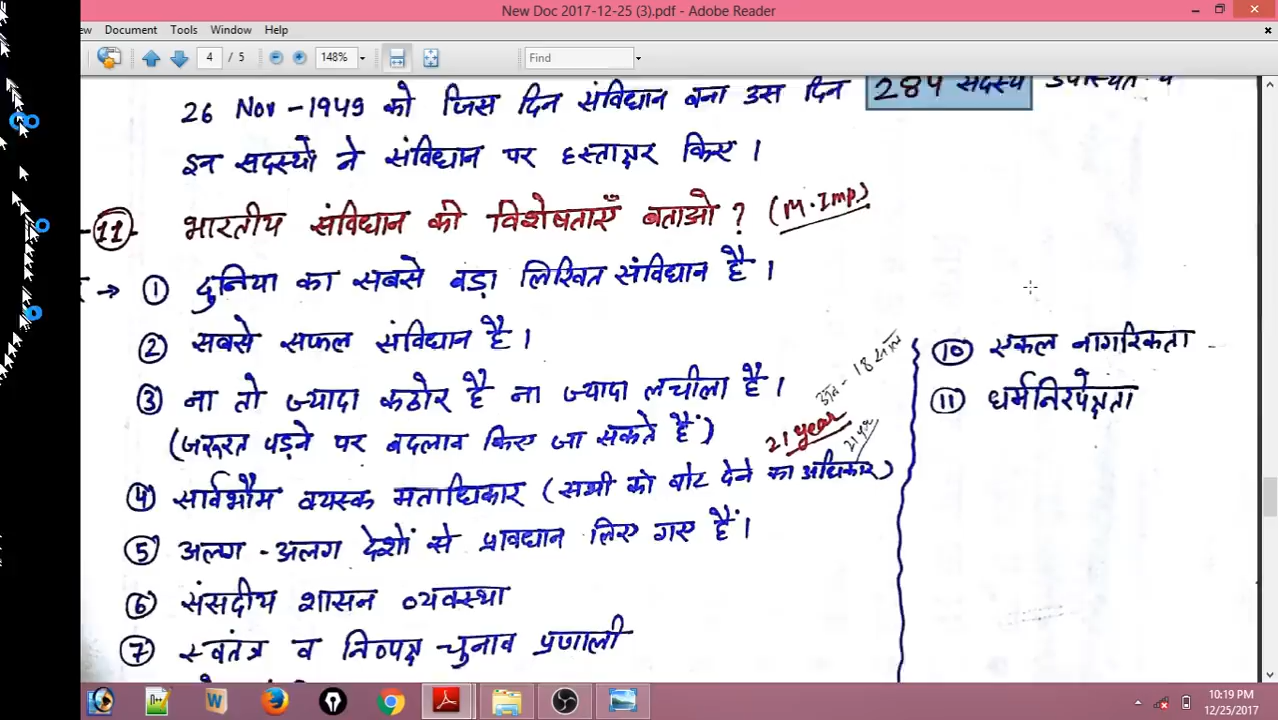 New Doc 2017-12-25 (3).pdf - Adobe Reader
ew Document Tools Window Help
4 / 5 148% Find
26 Nov - 1949 को जिस दिन संविधान बना उस दिन 284 सदस्य उपस्थित थे
इन सदस्यों ने संविधान पर हस्ताक्षर किए ।
11 भारतीय संविधान की विशेषताएँ बताओ ? (M.Imp)
→ 1 दुनिया का सबसे बड़ा लिखित संविधान है ।
2 सबसे सफल संविधान है ।
3 ना तो ज्यादा कठोर है ना ज्यादा लचीला है ।
(जरूरत पड़ने पर बदलाव किए जा सकते हैं)
21 year
21 yr
4 सार्वभौम वयस्क मताधिकार (सभी को वोट देने का अधिकार)
5 अलग - अलग देशों से प्रावधान लिए गए हैं ।
6 संसदीय शासन व्यवस्था
7 स्वतंत्र व निष्पक्ष चुनाव प्रणाली
10 एकल नागरिकता
11 धर्मनिरपेक्षता
10:19 PM
12/25/2017